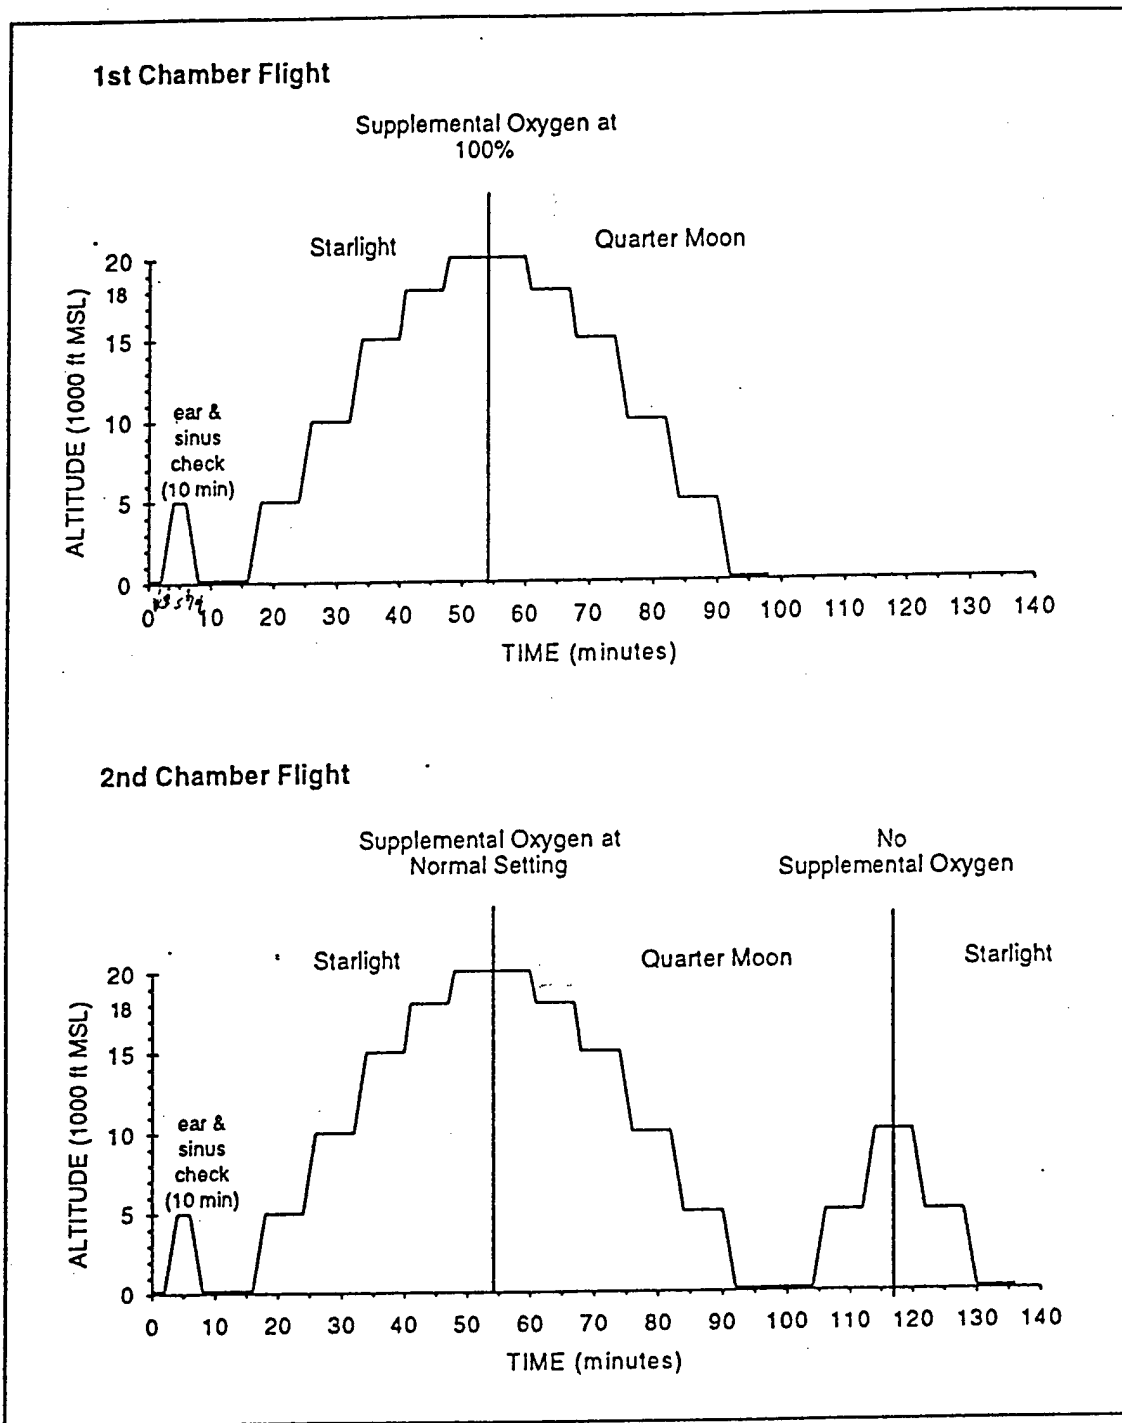 1st Chamber Flight
Supplemental Oxygen at
100%
Starlight
Quarter Moon
20
18
15
10
5
0
ALTITUDE (1000 ft MSL)
ear &
sinus
check
(10 min)
0 10 20 30 40 50 60 70 80 90 100 110 120 130 140
TIME (minutes)
2nd Chamber Flight
Supplemental Oxygen at
Normal Setting
No
Supplemental Oxygen
Starlight
Quarter Moon
Starlight
20
18
15
10
5
0
ALTITUDE (1000 ft MSL)
ear &
sinus
check
(10 min)
0 10 20 30 40 50 60 70 80 90 100 110 120 130 140
TIME (minutes)